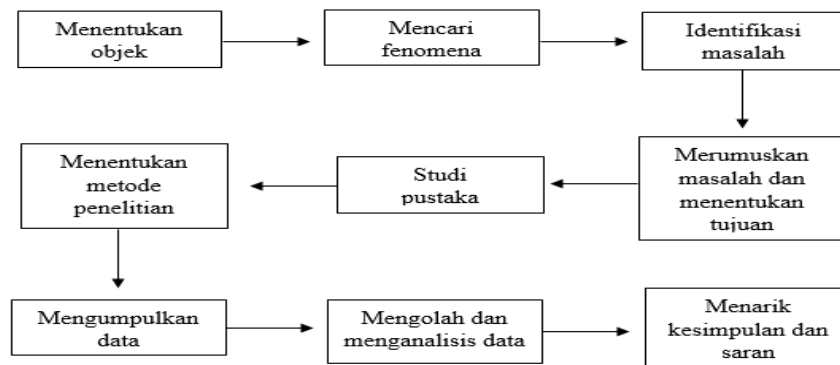 Menentukan
objek
Mencari
fenomena
Identifikasi
masalah
Merumuskan
masalah dan
menentukan
tujuan
Studi
pustaka
Menentukan
metode
penelitian
Mengumpulkan
data
Mengolah dan
menganalisis data
Menarik
kesimpulan dan
saran